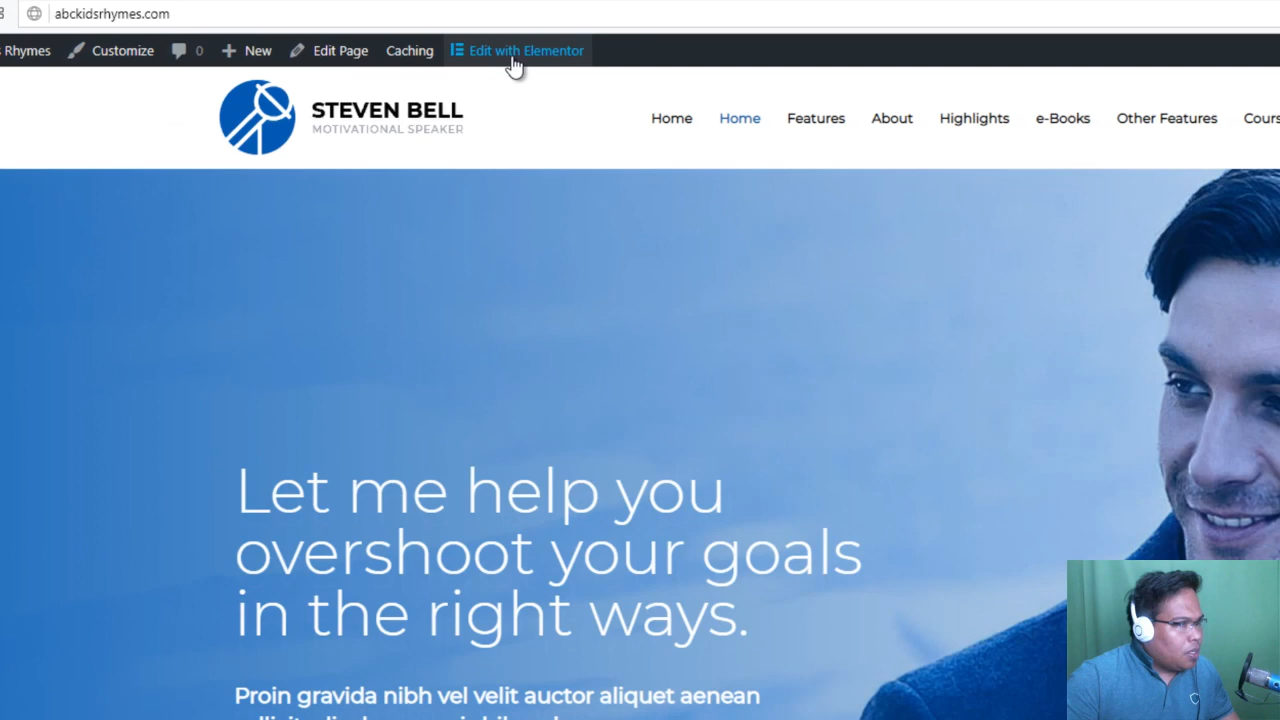 abckidsrhymes.com
s Rhymes Customize 0 New Edit Page Caching Edit with Elementor
STEVEN BELL
MOTIVATIONAL SPEAKER
Home Home Features About Highlights e-Books Other Features Cours
Let me help you
overshoot your goals
in the right ways.
Proin gravida nibh vel velit auctor aliquet aenean